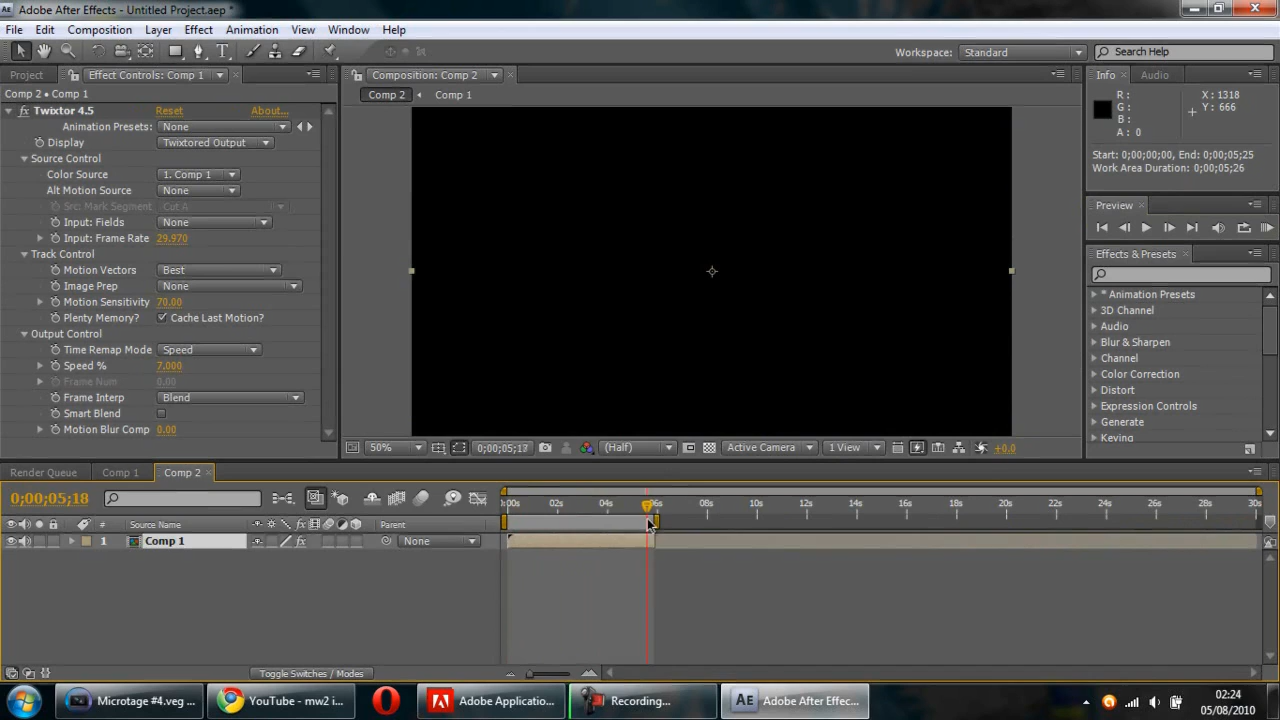 Adobe After Effects - Untitled Project.aep *
File Edit Composition Layer Effect Animation View Window Help
Workspace: Standard Search Help
Project Effect Controls: Comp 1 Composition: Comp 2 Info Audio
Comp 2 • Comp 1
Comp 2 Comp 1
fx Twixtor 4.5 Reset About...
Animation Presets: None
Display Twixtored Output
Source Control
Color Source 1. Comp 1
Alt Motion Source None
Src: Mark Segment Cut A
Input: Fields None
Input: Frame Rate 29.970
Track Control
Motion Vectors Best
Image Prep None
Motion Sensitivity 70.00
Plenty Memory? Cache Last Motion?
Output Control
Time Remap Mode Speed
Speed % 7.000
Frame Num 0.00
Frame Interp Blend
Smart Blend
Motion Blur Comp 0.00
R : X : 1318
G : Y : 666
B :
A : 0
Start: 0;00;00;00, End: 0;00;05;25
Work Area Duration: 0;00;05;26
Preview
Effects & Presets
* Animation Presets
3D Channel
Audio
Blur & Sharpen
Channel
Color Correction
Distort
Expression Controls
Generate
Keying
50% 0;00;05;17 (Half) Active Camera 1 View +0.0
Render Queue Comp 1 Comp 2
0;00;05;18
:00s 02s 04s 06s 08s 10s 12s 14s 16s 18s 20s 22s 24s 26s 28s 30s
# Source Name fx Parent
1 Comp 1 fx None
Toggle Switches / Modes
Microtage #4.veg ... YouTube - mw2 i... Adobe Application... Recording... AE Adobe After Effec...
02:24
05/08/2010